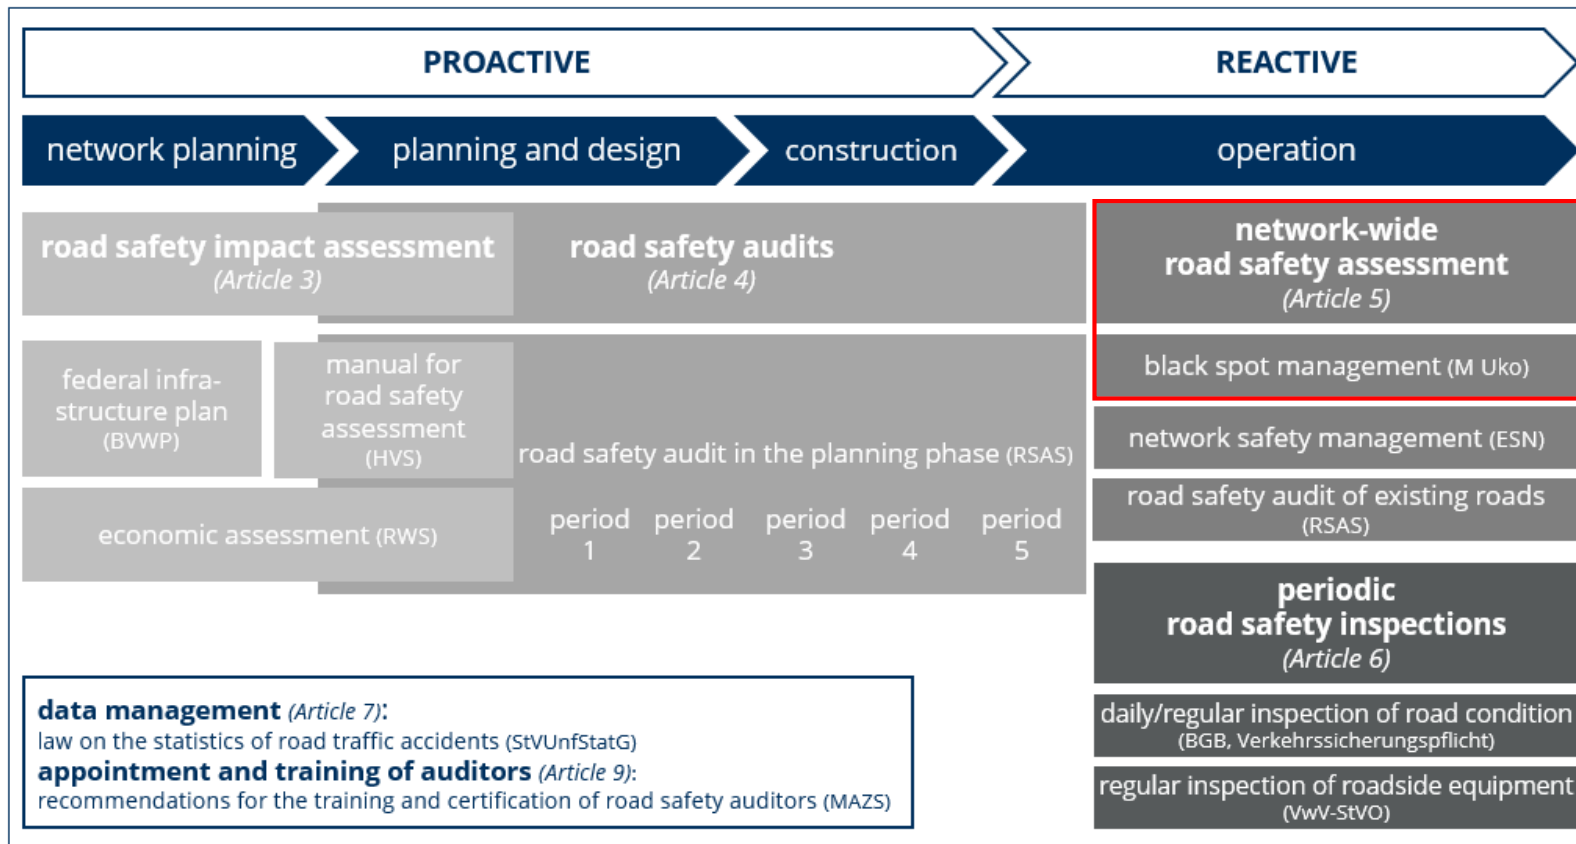 PROACTIVE
REACTIVE
network planning
planning and design
construction
operation
road safety impact assessment
(Article 3)
road safety audits
(Article 4)
network-wide
road safety assessment
(Article 5)
federal infra-
structure plan
(BVWP)
manual for
road safety
assessment
(HVS)
economic assessment (RWS)
road safety audit in the planning phase (RSAS)
period
1
period
2
period
3
period
4
period
5
black spot management (M Uko)
network safety management (ESN)
road safety audit of existing roads
(RSAS)
periodic
road safety inspections
(Article 6)
daily/regular inspection of road condition
(BGB, Verkehrssicherungspflicht)
regular inspection of roadside equipment
(VwV-StVO)
data management (Article 7):
law on the statistics of road traffic accidents (StVUnfStatG)
appointment and training of auditors (Article 9):
recommendations for the training and certification of road safety auditors (MAZS)